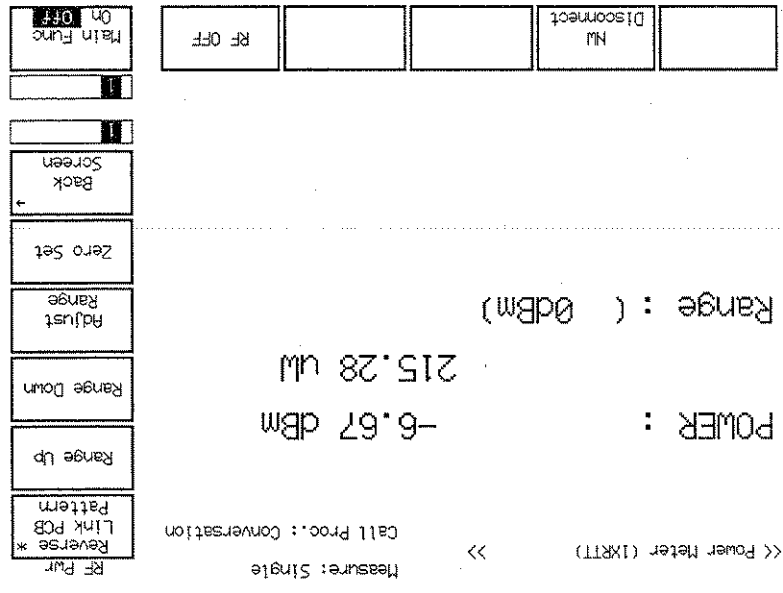 << Power Meter (1XRTT) >>
Measure: Single
Call Proc.: Conversation
POWER : -6.67 dBm
215.28 uW
Range : ( 0dBm)
RF Pwr
Reverse *
Link PCB
Pattern
Range Up
Range Down
Adjust
Range
Zero Set
→
Back
Screen
1
1
Main Func
On Off
NW
Disconnect
RF OFF